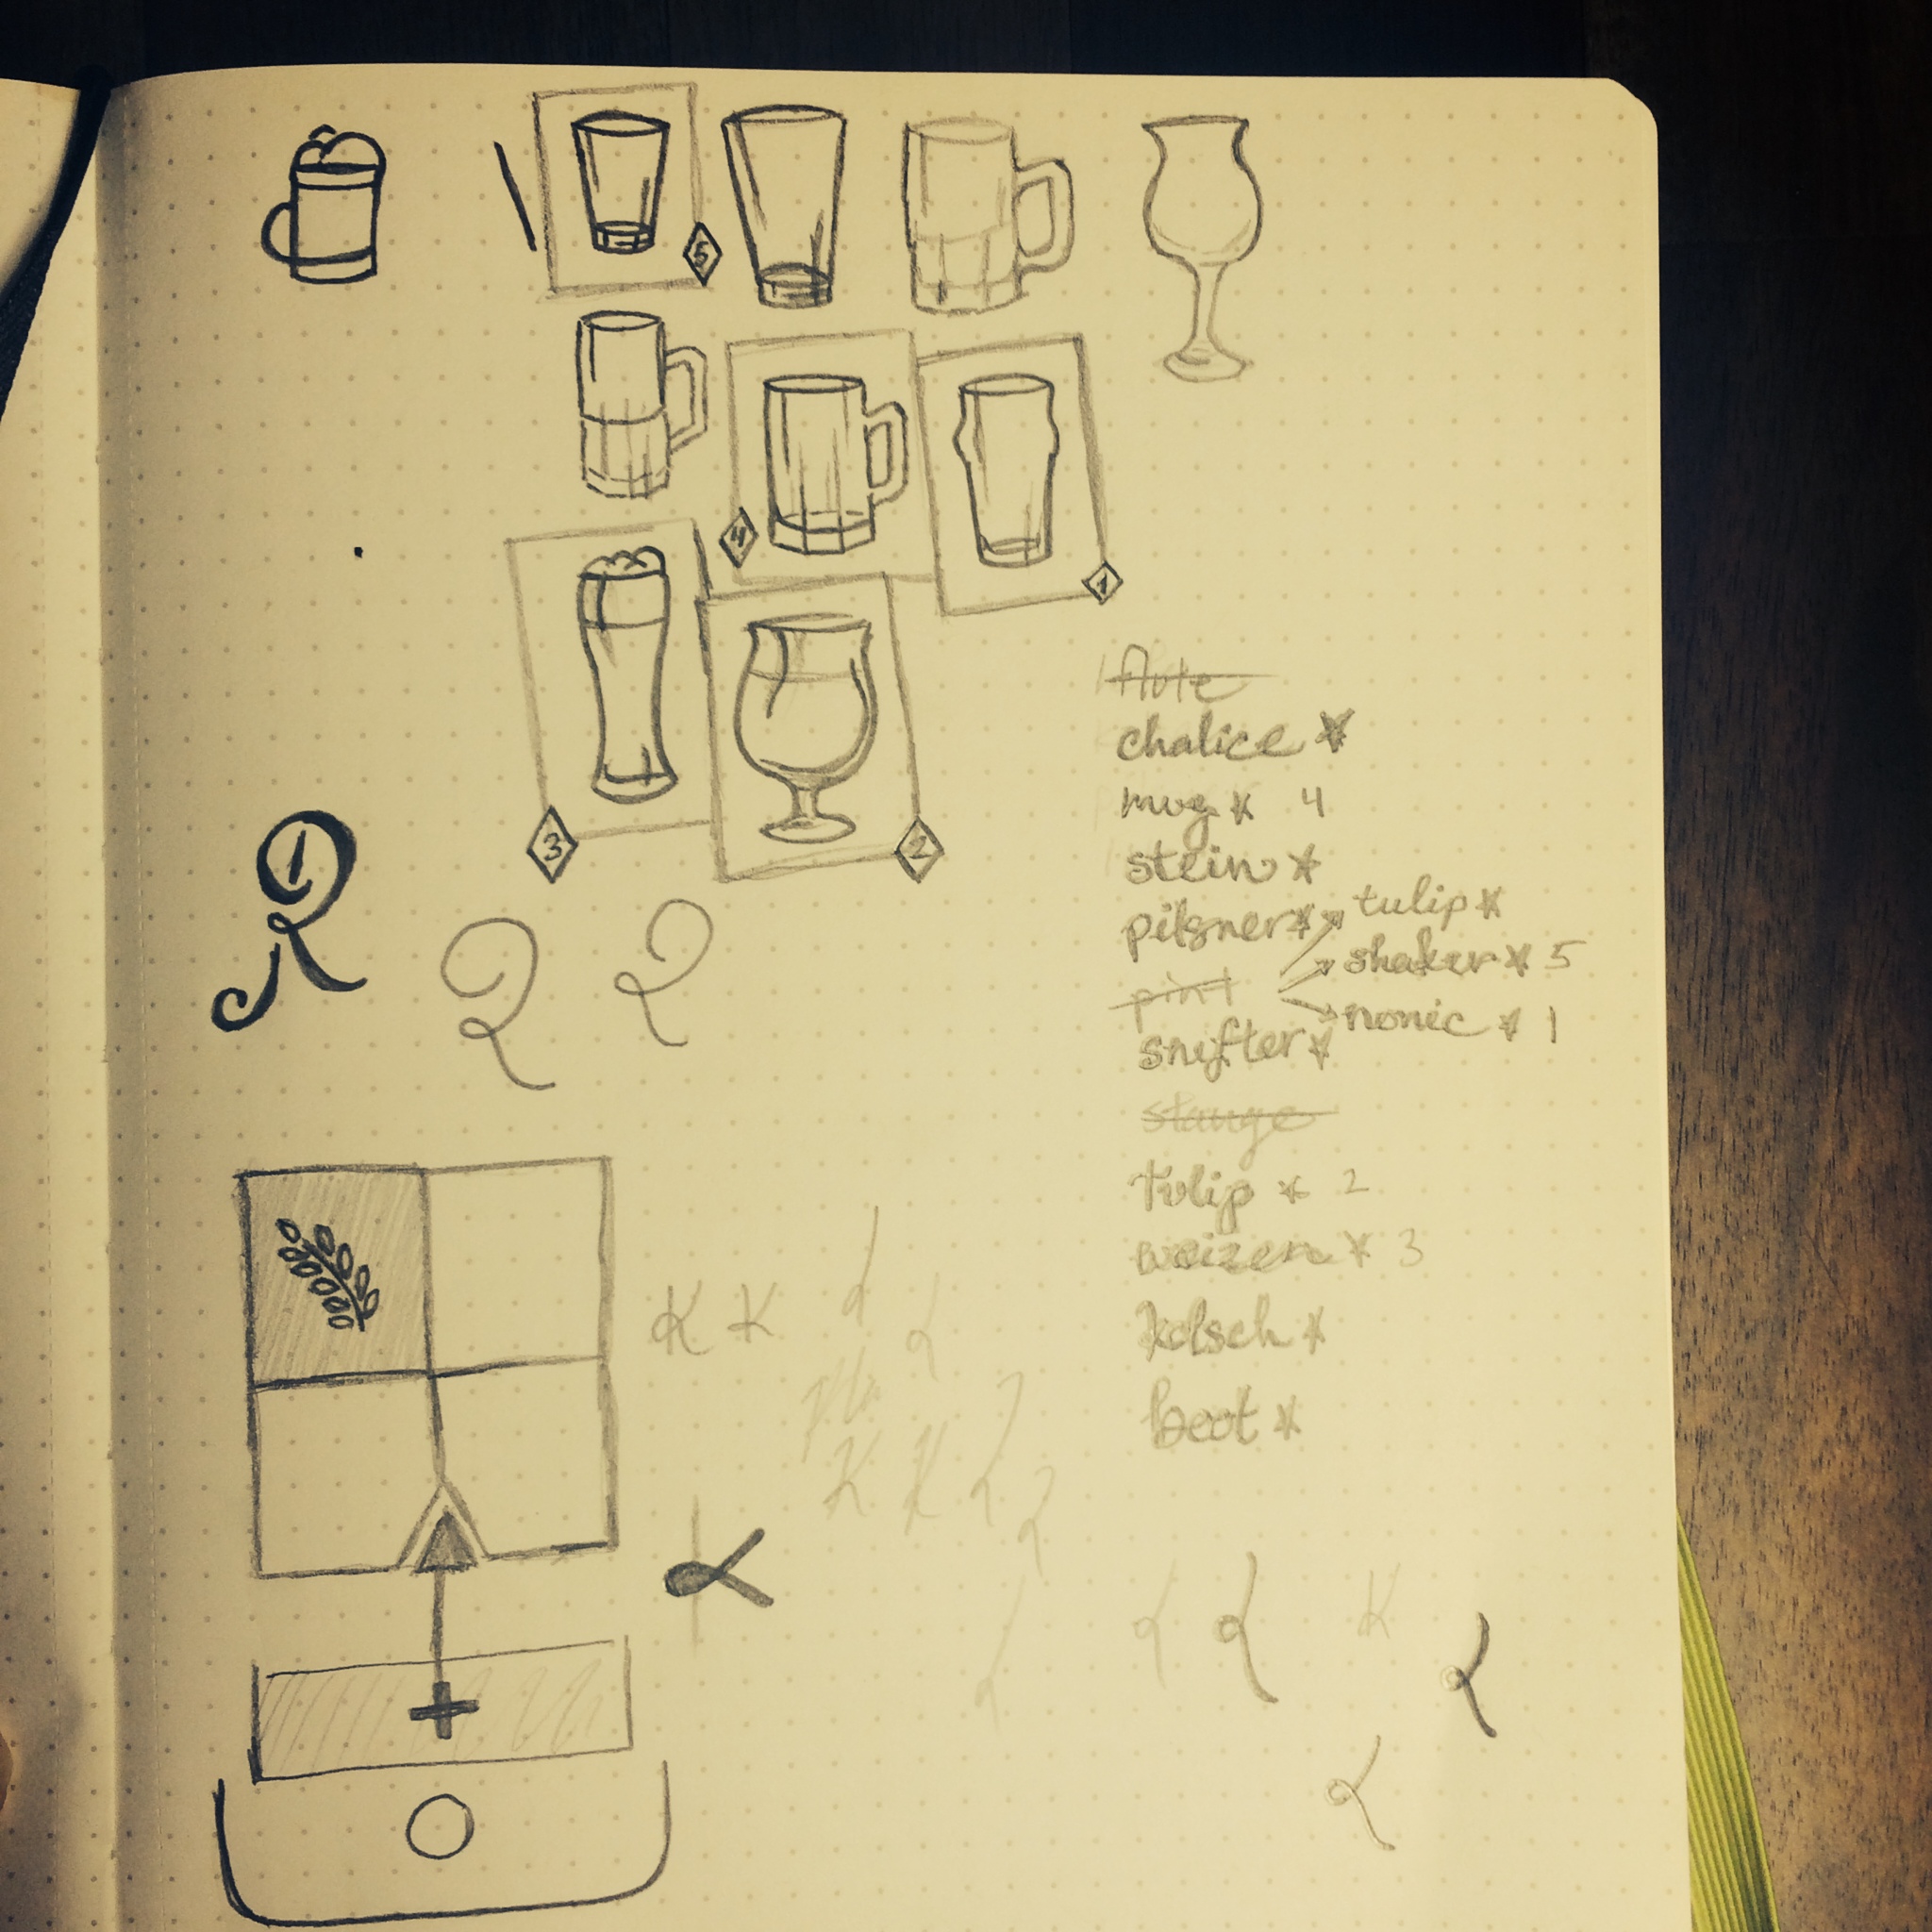 5
4
1
3
2
flute
chalice *
mug * 4
stein *
pilsner * tulip *
shaker * 5
pint
nonic * 1
snifter *
stange
Tulip * 2
weizen * 3
kolsch *
boot *
R
K K
K K
+